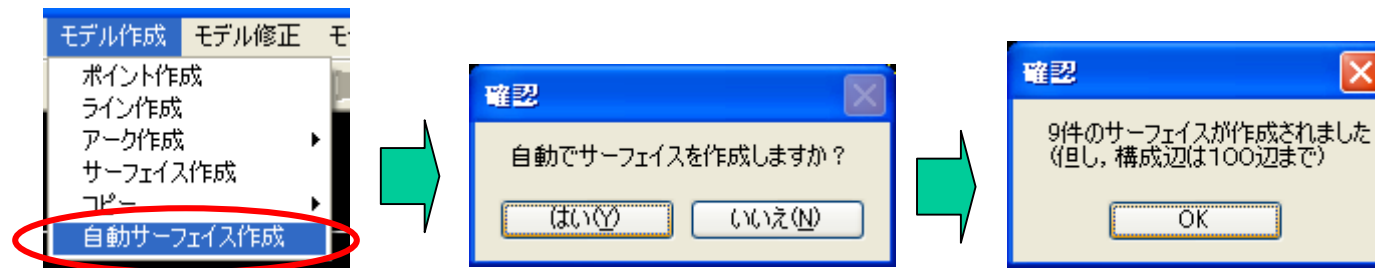 モデル作成 モデル修正 モ
ポイント作成
ライン作成
アーク作成
サーフェイス作成
コピー
自動サーフェイス作成
確認
自動でサーフェイスを作成しますか？
はい(Y) いいえ(N)
確認
9件のサーフェイスが作成されました
(但し，構成辺は100辺まで)
OK